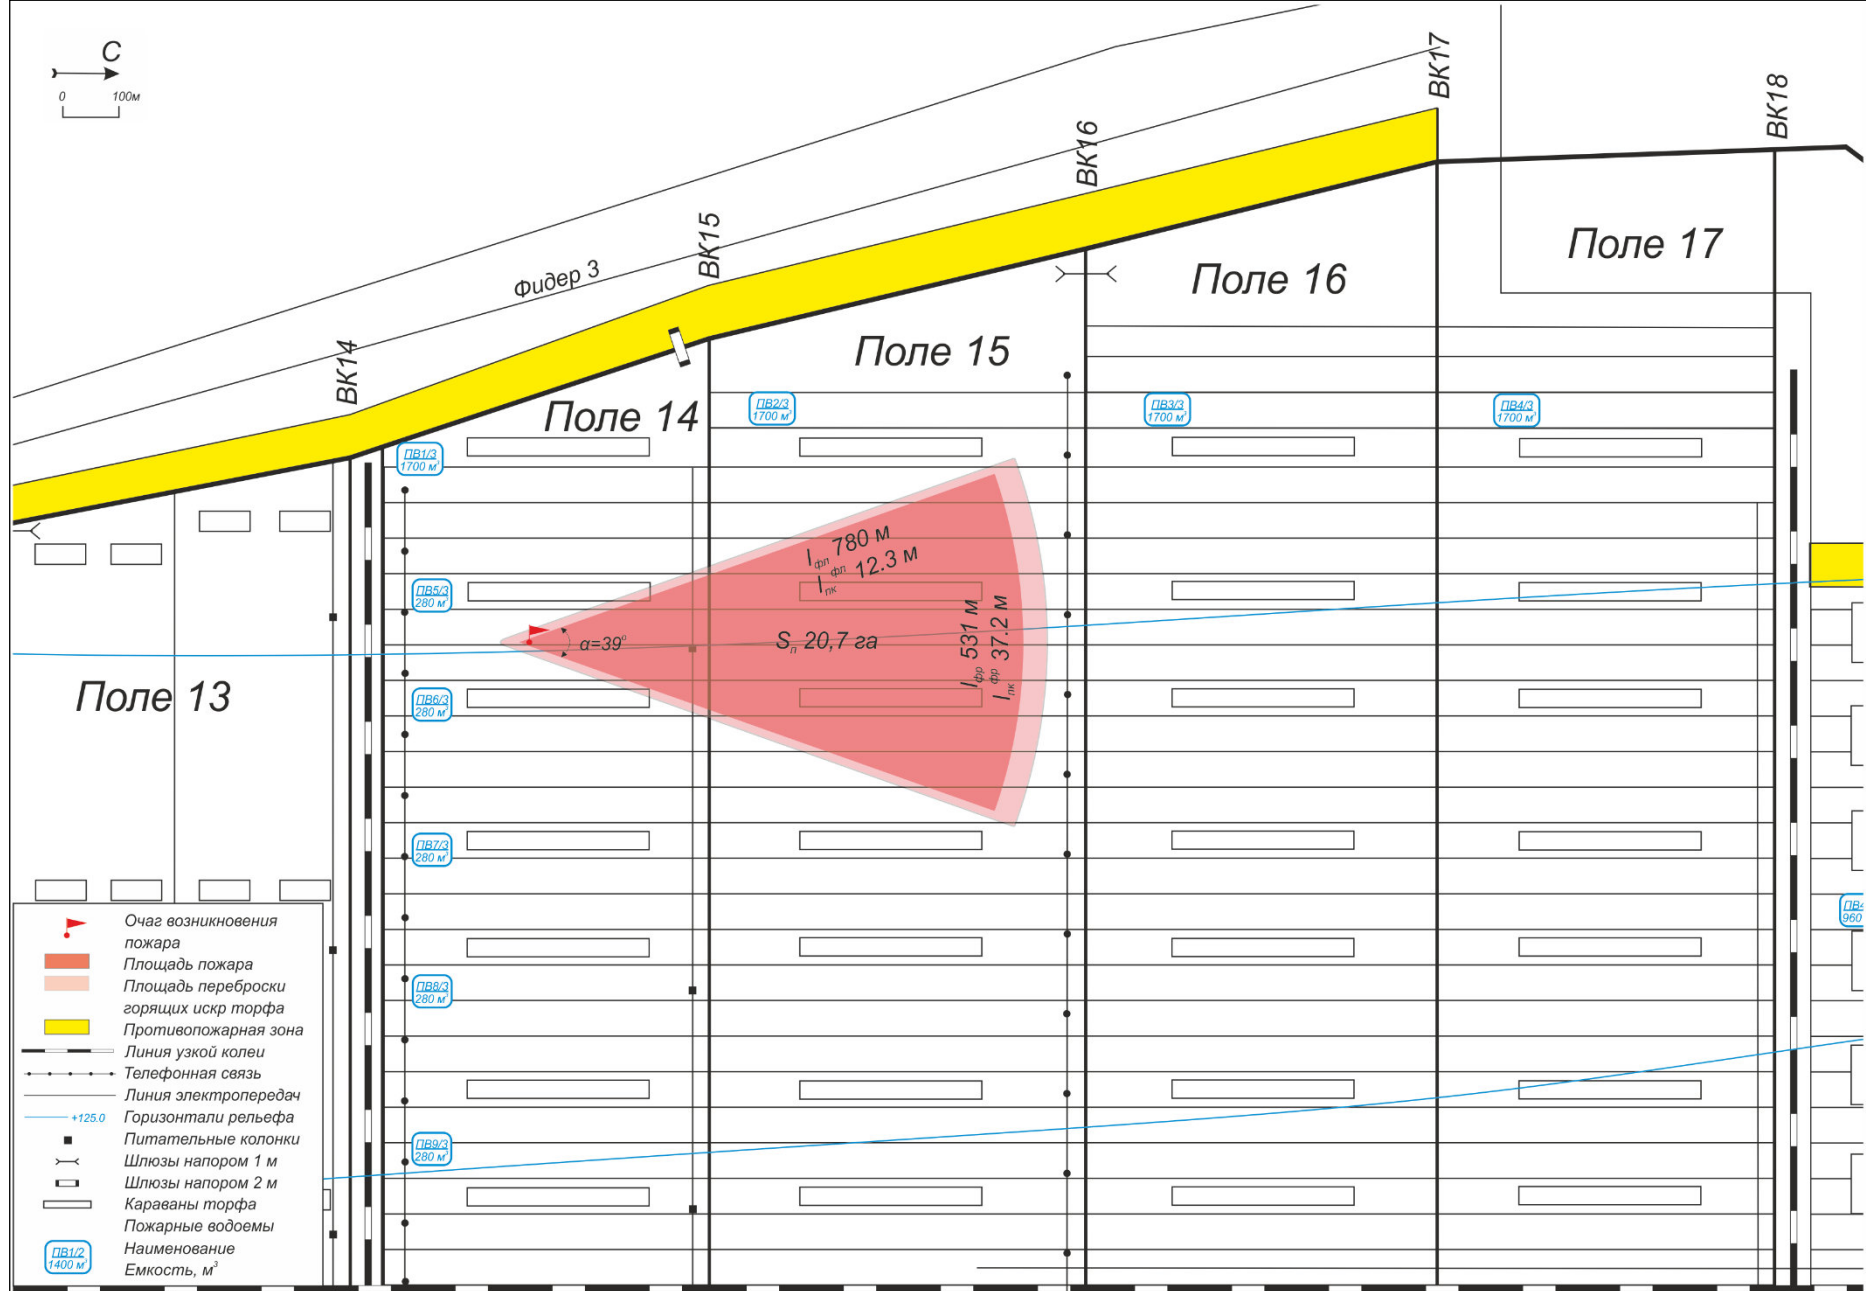 С
0 100м
ВК17
ВК18
ВК16
ВК15
ВК14
Фидер 3
Поле 17
Поле 16
Поле 15
Поле 14
Поле 13
ПВ1/3
1700 м³
ПВ2/3
1700 м³
ПВ3/3
1700 м³
ПВ4/3
1700 м³
ПВ5/3
280 м³
ПВ6/3
280 м³
ПВ7/3
280 м³
ПВ8/3
280 м³
ПВ9/3
280 м³
960
lфл 780 м
lпк фл 12.3 м
α=39°
Sп 20,7 га
lфр 531 м
lпк фр 37.2 м
Очаг возникновения
пожара
Площадь пожара
Площадь переброски
горящих искр торфа
Противопожарная зона
Линия узкой колеи
Телефонная связь
Линия электропередач
+125.0 Горизонтали рельефа
Питательные колонки
Шлюзы напором 1 м
Шлюзы напором 2 м
Караваны торфа
Пожарные водоемы
ПВ1/2 Наименование
1400 м³ Емкость, м³